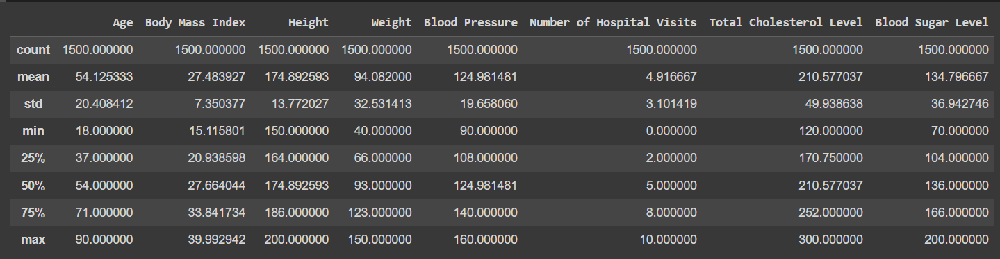 Age Body Mass Index Height Weight Blood Pressure Number of Hospital Visits Total Cholesterol Level Blood Sugar Level
count 1500.000000 1500.000000 1500.000000 1500.000000 1500.000000 1500.000000 1500.000000 1500.000000
mean 54.125333 27.483927 174.892593 94.082000 124.981481 4.916667 210.577037 134.796667
std 20.408412 7.350377 13.772027 32.531413 19.658060 3.101419 49.938638 36.942746
min 18.000000 15.115801 150.000000 40.000000 90.000000 0.000000 120.000000 70.000000
25% 37.000000 20.938598 164.000000 66.000000 108.000000 2.000000 170.750000 104.000000
50% 54.000000 27.664044 174.892593 93.000000 124.981481 5.000000 210.577037 136.000000
75% 71.000000 33.841734 186.000000 123.000000 140.000000 8.000000 252.000000 166.000000
max 90.000000 39.992942 200.000000 150.000000 160.000000 10.000000 300.000000 200.000000